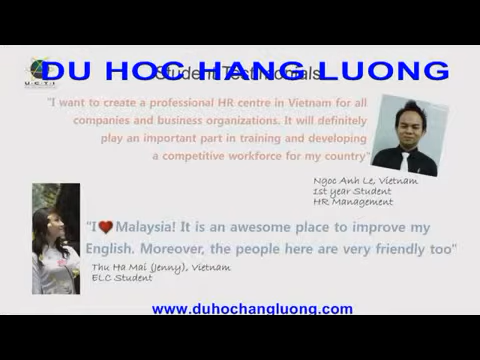 DU HOC HANG LUONG
Student Testimonials
"I want to create a professional HR centre in Vietnam for all
companies and business organizations. It will definitely
play an important part in training and developing
a competitive workforce for my country"
Ngoc Anh Le, Vietnam
1st year Student
HR Management
"I ❤ Malaysia! It is an awesome place to improve my
English. Moreover, the people here are very friendly too"
Thu Ha Mai (Jenny), Vietnam
ELC Student
www.duhochangluong.com